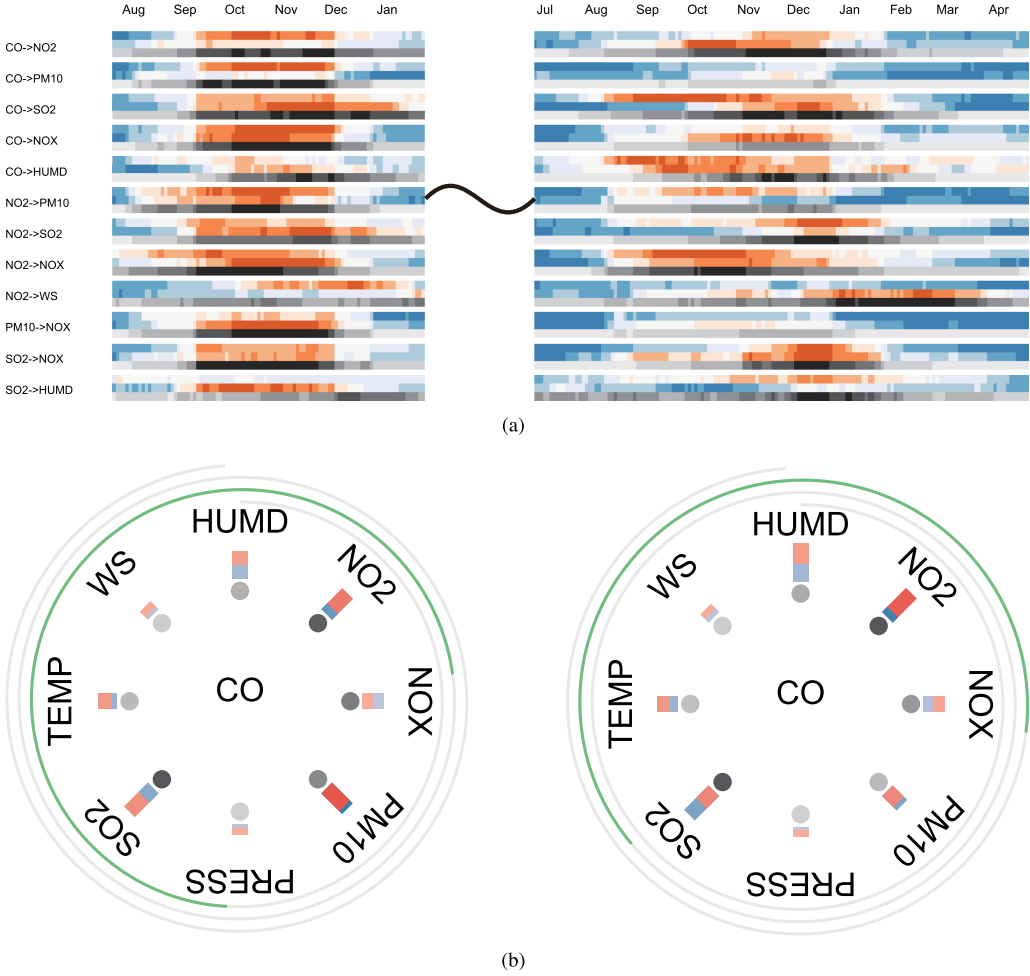 Aug Sep Oct Nov Dec Jan Jul Aug Sep Oct Nov Dec Jan Feb Mar Apr
CO->NO2
CO->PM10
CO->SO2
CO->NOX
CO->HUMD
NO2->PM10
NO2->SO2
NO2->NOX
NO2->WS
PM10->NOX
SO2->NOX
SO2->HUMD
(a)
HUMD
NO2
NOX
PM10
PRESS
SO2
TEMP
WS
CO
HUMD
NO2
NOX
PM10
PRESS
SO2
TEMP
WS
CO
(b)